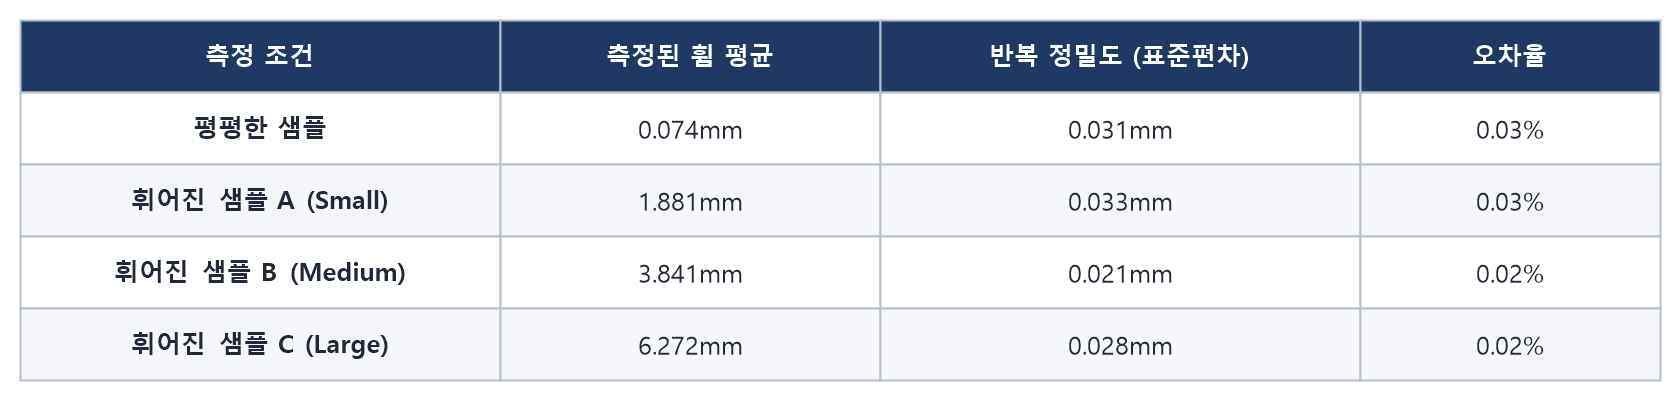 측정 조건 측정된 휨 평균 반복 정밀도 (표준편차) 오차율
평평한 샘플 0.074mm 0.031mm 0.03%
휘어진 샘플 A (Small) 1.881mm 0.033mm 0.03%
휘어진 샘플 B (Medium) 3.841mm 0.021mm 0.02%
휘어진 샘플 C (Large) 6.272mm 0.028mm 0.02%